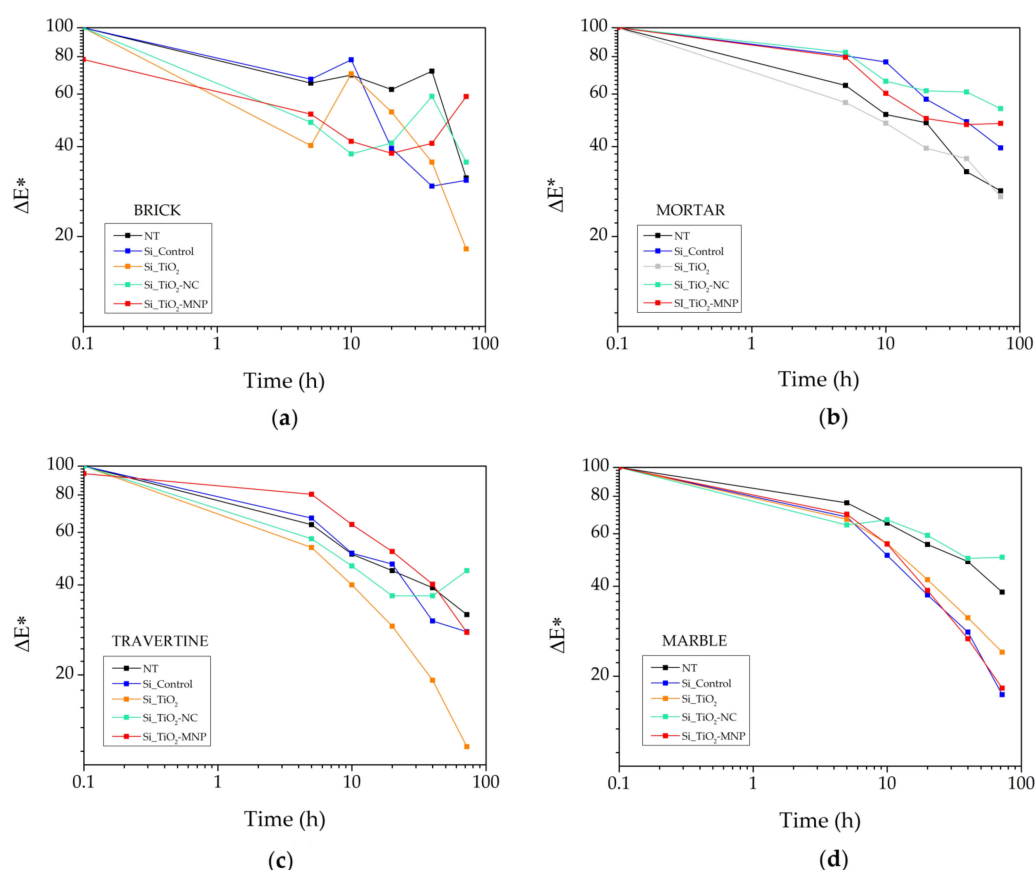 100
80
60
40
20
ΔE*
BRICK
NT
Si_Control
Si_TiO₂
Si_TiO₂-NC
Si_TiO₂-MNP
0.1 1 10 100
Time (h)
(a)
100
80
60
40
20
ΔE*
MORTAR
NT
Si_Control
Si_TiO₂
Si_TiO₂-NC
SI_TiO₂-MNP
0.1 1 10 100
Time (h)
(b)
100
80
60
40
20
ΔE*
TRAVERTINE
NT
Si_Control
Si_TiO₂
Si_TiO₂-NC
Si_TiO₂-MNP
0.1 1 10 100
Time (h)
(c)
100
80
60
40
20
ΔE*
MARBLE
NT
Si_Control
Si_TiO₂
Si_TiO₂-NC
Si_TiO₂-MNP
0.1 1 10 100
Time (h)
(d)